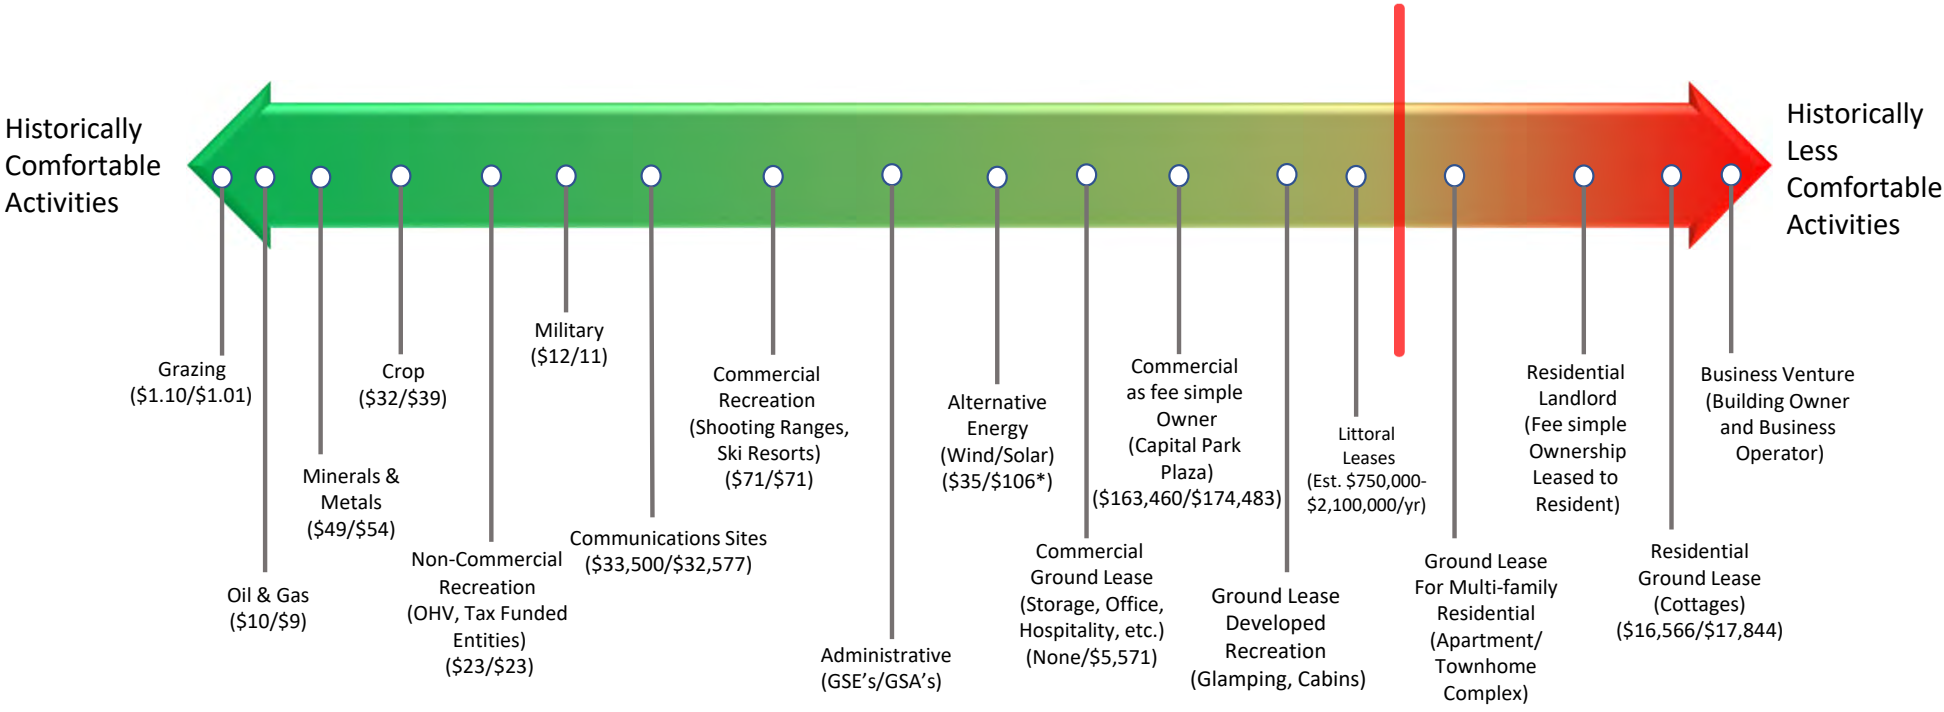 Historically
Comfortable
Activities
Historically
Less
Comfortable
Activities
Grazing
($1.10/$1.01)
Oil & Gas
($10/$9)
Minerals &
Metals
($49/$54)
Crop
($32/$39)
Non-Commercial
Recreation
(OHV, Tax Funded
Entities)
($23/$23)
Military
($12/11)
Communications Sites
($33,500/$32,577)
Commercial
Recreation
(Shooting Ranges,
Ski Resorts)
($71/$71)
Administrative
(GSE's/GSA's)
Alternative
Energy
(Wind/Solar)
($35/$106*)
Commercial
Ground Lease
(Storage, Office,
Hospitality, etc.)
(None/$5,571)
Commercial
as fee simple
Owner
(Capital Park
Plaza)
($163,460/$174,483)
Ground Lease
Developed
Recreation
(Glamping, Cabins)
Littoral
Leases
(Est. $750,000-
$2,100,000/yr)
Ground Lease
For Multi-family
Residential
(Apartment/
Townhome
Complex)
Residential
Landlord
(Fee simple
Ownership
Leased to
Resident)
Residential
Ground Lease
(Cottages)
($16,566/$17,844)
Business Venture
(Building Owner
and Business
Operator)